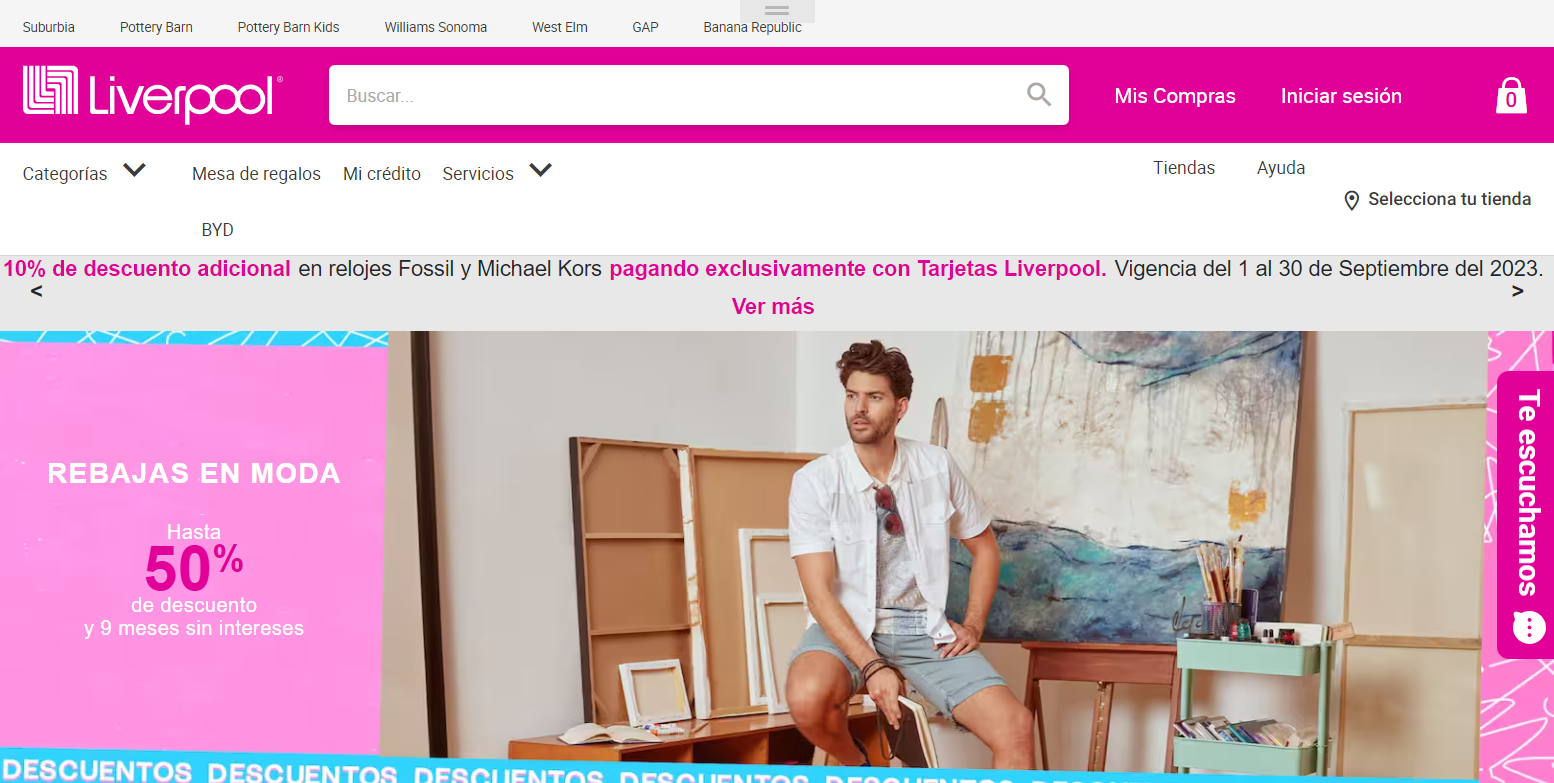 Suburbia Pottery Barn Pottery Barn Kids Williams Sonoma West Elm GAP Banana Republic
Liverpool® Buscar... Mis Compras Iniciar sesión 0
Categorías Mesa de regalos Mi crédito Servicios Tiendas Ayuda
Selecciona tu tienda
BYD
10% de descuento adicional en relojes Fossil y Michael Kors pagando exclusivamente con Tarjetas Liverpool. Vigencia del 1 al 30 de Septiembre del 2023.
< >
Ver más
REBAJAS EN MODA
Hasta
50%
de descuento
y 9 meses sin intereses
Te escuchamos
DESCUENTOS DESCUENTOS DESCUENTOS DESCUENTOS DESCUENTOS